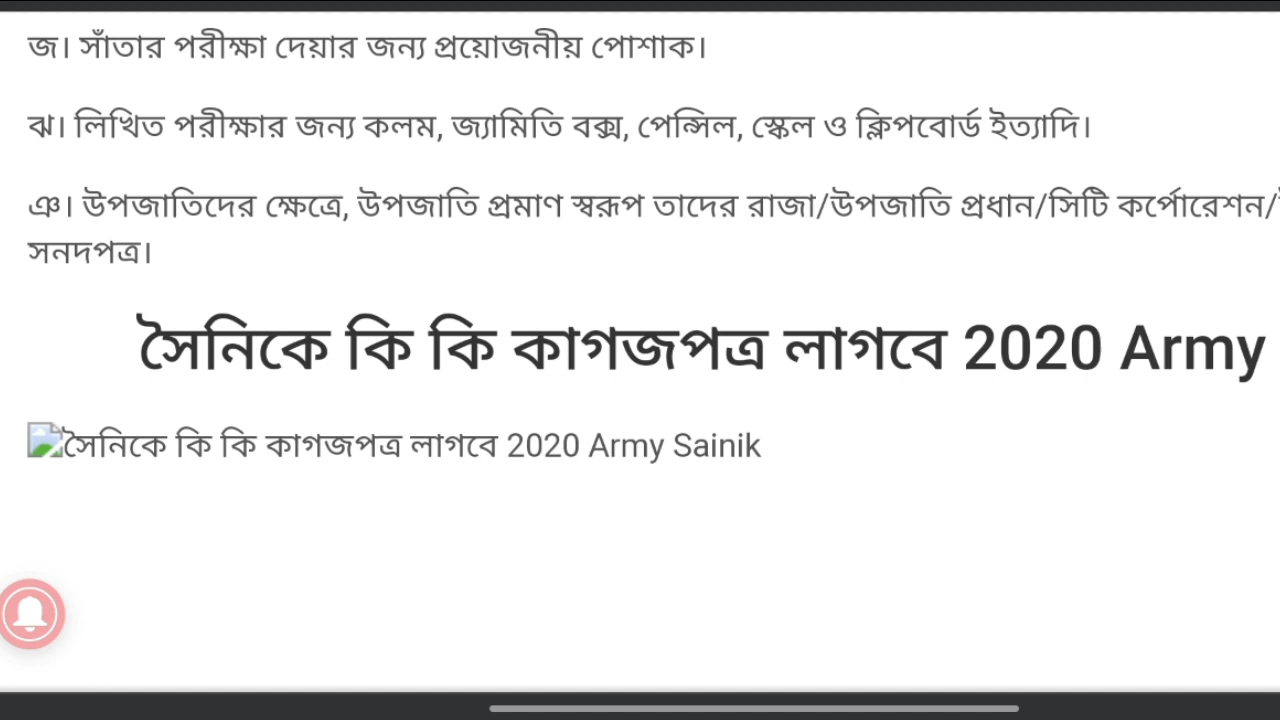 জ। সাঁতার পরীক্ষা দেয়ার জন্য প্রয়োজনীয় পোশাক।
ঝ। লিখিত পরীক্ষার জন্য কলম, জ্যামিতি বক্স, পেন্সিল, স্কেল ও ক্লিপবোর্ড ইত্যাদি।
ঞ। উপজাতিদের ক্ষেত্রে, উপজাতি প্রমাণ স্বরূপ তাদের রাজা/উপজাতি প্রধান/সিটি কর্পোরেশন/
সনদপত্র।
সৈনিকে কি কি কাগজপত্র লাগবে 2020 Army
সৈনিকে কি কি কাগজপত্র লাগবে 2020 Army Sainik